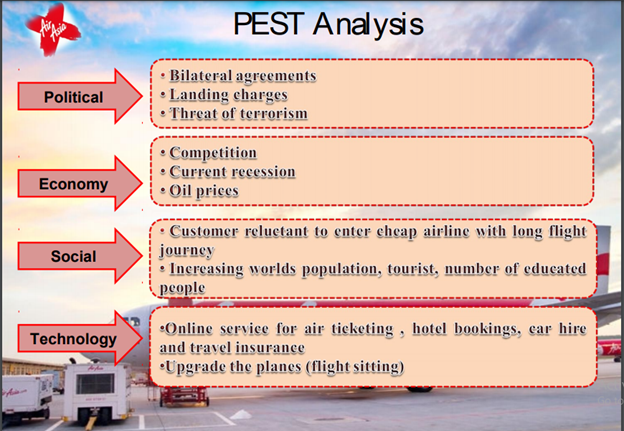 Air
Asia
PEST Analysis
Political
• Bilateral agreements
• Landing charges
• Threat of terrorism
Economy
• Competition
• Current recession
• Oil prices
Social
• Customer reluctant to enter cheap airline with long flight
journey
• Increasing worlds population, tourist, number of educated
people
Technology
•Online service for air ticketing , hotel bookings, car hire
and travel insurance
•Upgrade the planes (flight sitting)